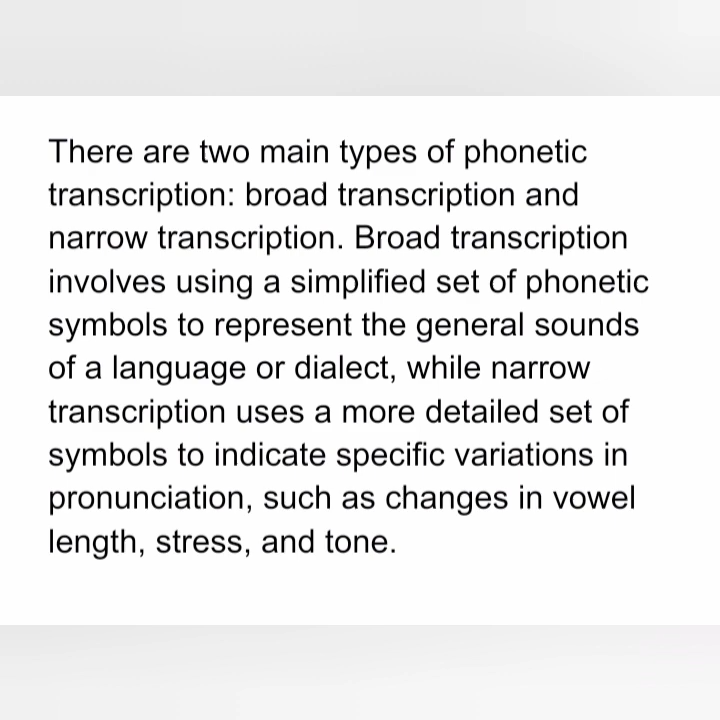 There are two main types of phonetic
transcription: broad transcription and
narrow transcription. Broad transcription
involves using a simplified set of phonetic
symbols to represent the general sounds
of a language or dialect, while narrow
transcription uses a more detailed set of
symbols to indicate specific variations in
pronunciation, such as changes in vowel
length, stress, and tone.